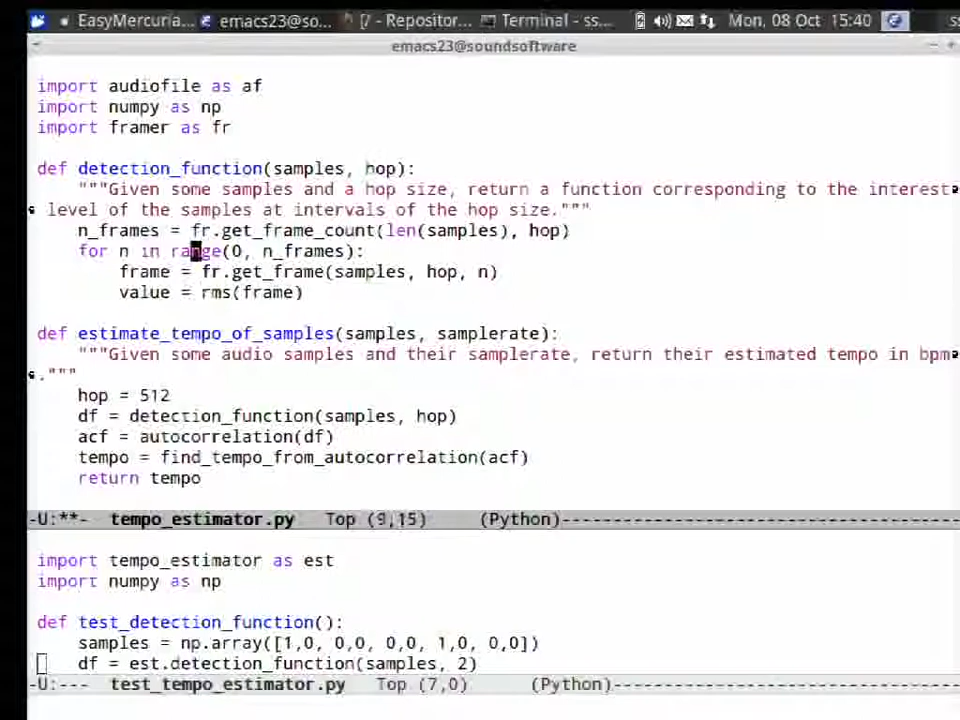 EasyMercuria... emacs23@so... [/ - Repositor... Terminal - ss... Mon, 08 Oct 15:40
emacs23@soundsoftware
import audiofile as af
import numpy as np
import framer as fr
def detection_function(samples, hop):
"""Given some samples and a hop size, return a function corresponding to the interest
level of the samples at intervals of the hop size."""
n_frames = fr.get_frame_count(len(samples), hop)
for n in range(0, n_frames):
frame = fr.get_frame(samples, hop, n)
value = rms(frame)
def estimate_tempo_of_samples(samples, samplerate):
"""Given some audio samples and their samplerate, return their estimated tempo in bpm
."""
hop = 512
df = detection_function(samples, hop)
acf = autocorrelation(df)
tempo = find_tempo_from_autocorrelation(acf)
return tempo
-U:**- tempo_estimator.py Top (9,15) (Python)---------------------------------------
import tempo_estimator as est
import numpy as np
def test_detection_function():
samples = np.array([1,0, 0,0, 0,0, 1,0, 0,0])
df = est.detection_function(samples, 2)
-U:--- test_tempo_estimator.py Top (7,0) (Python)----------------------------------